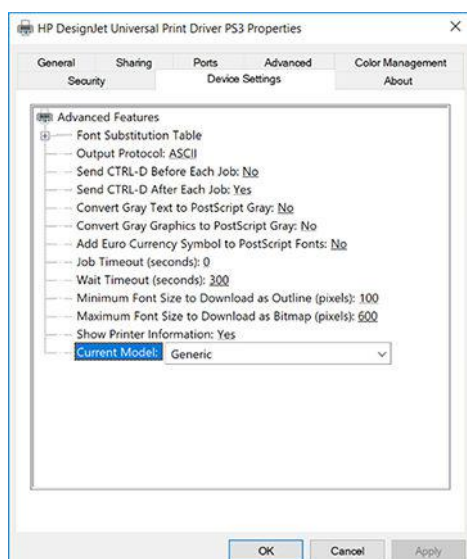 HP DesignJet Universal Print Driver PS3 Properties
General Sharing Ports Advanced Color Management
Security Device Settings About
Advanced Features
Font Substitution Table
Output Protocol: ASCII
Send CTRL-D Before Each Job: No
Send CTRL-D After Each Job: Yes
Convert Gray Text to PostScript Gray: No
Convert Gray Graphics to PostScript Gray: No
Add Euro Currency Symbol to PostScript Fonts: No
Job Timeout (seconds): 0
Wait Timeout (seconds): 300
Minimum Font Size to Download as Outline (pixels): 100
Maximum Font Size to Download as Bitmap (pixels): 600
Show Printer Information: Yes
Current Model: Generic
OK Cancel Apply